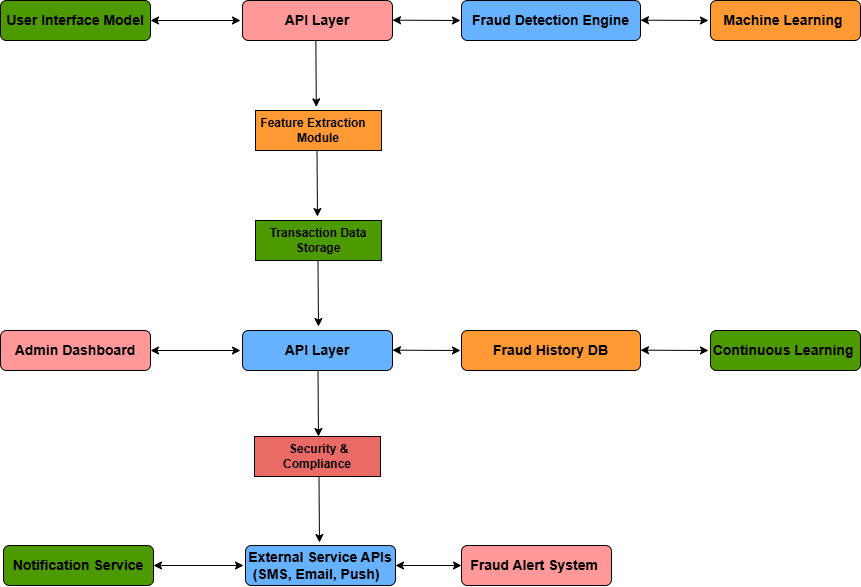 User Interface Model
API Layer
Fraud Detection Engine
Machine Learning
Feature Extraction
Module
Transaction Data
Storage
Admin Dashboard
API Layer
Fraud History DB
Continuous Learning
Security &
Compliance
Notification Service
External Service APIs
(SMS, Email, Push)
Fraud Alert System